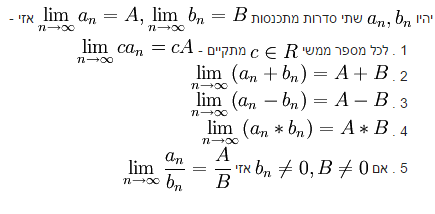 יהיו $a_n, b_n$ שתי סדרות מתכנסות $\lim_{n\to\infty} a_n = A, \lim_{n\to\infty} b_n = B$ אזי -
1 . לכל מספר ממשי $c \in R$ מתקיים - $\lim_{n\to\infty} ca_n = cA$
2 . $\lim_{n\to\infty} (a_n + b_n) = A + B$
3 . $\lim_{n\to\infty} (a_n - b_n) = A - B$
4 . $\lim_{n\to\infty} (a_n * b_n) = A * B$
5 . אם $b_n \neq 0, B \neq 0$ אזי $\lim_{n\to\infty} \frac{a_n}{b_n} = \frac{A}{B}$